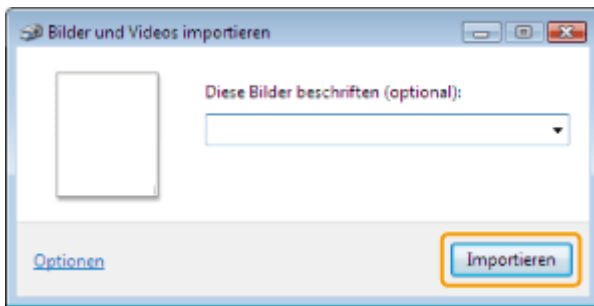 Bilder und Videos importieren
Diese Bilder beschriften (optional):
Optionen
Importieren